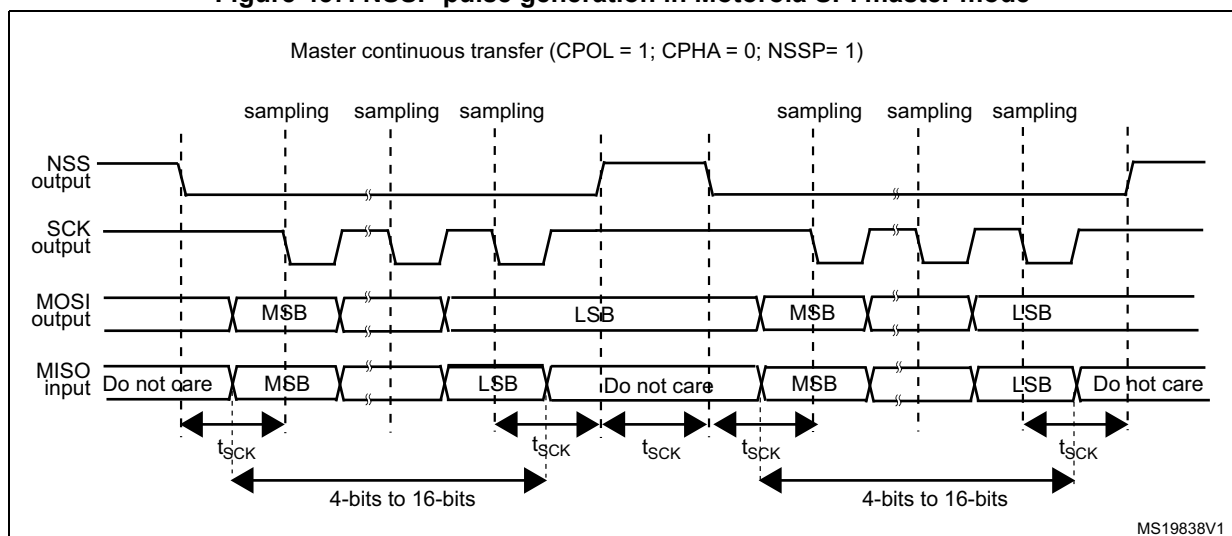 Master continuous transfer (CPOL = 1; CPHA = 0; NSSP= 1)
sampling sampling sampling sampling sampling sampling
NSS
output
SCK
output
MOSI
output
MSB LSB MSB LSB
MISO
input
Do not care MSB LSB Do not care MSB LSB Do not care
tSCK tSCK tSCK tSCK tSCK
4-bits to 16-bits 4-bits to 16-bits
MS19838V1